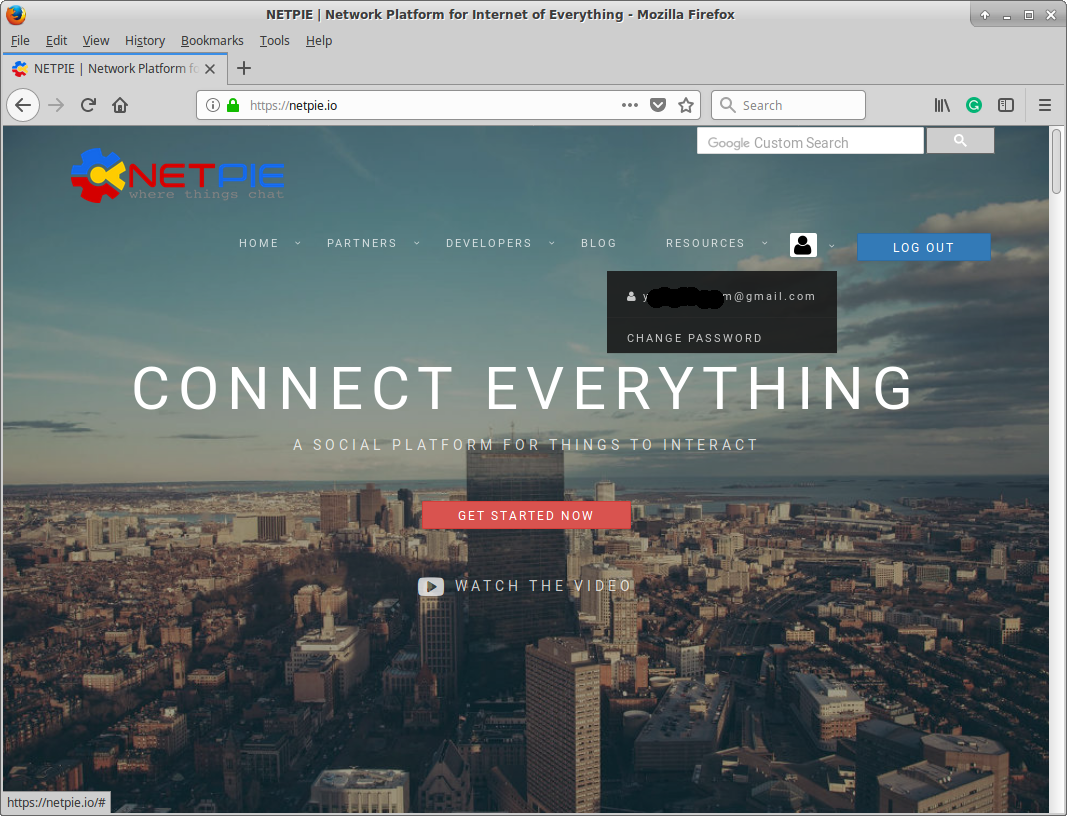 NETPIE | Network Platform for Internet of Everything - Mozilla Firefox
File Edit View History Bookmarks Tools Help
NETPIE | Network Platform fo
https://netpie.io
Search
Google Custom Search
NETPIE
where things chat
HOME PARTNERS DEVELOPERS BLOG RESOURCES LOG OUT
y m@gmail.com
CHANGE PASSWORD
CONNECT EVERYTHING
A SOCIAL PLATFORM FOR THINGS TO INTERACT
GET STARTED NOW
WATCH THE VIDEO
https://netpie.io/#